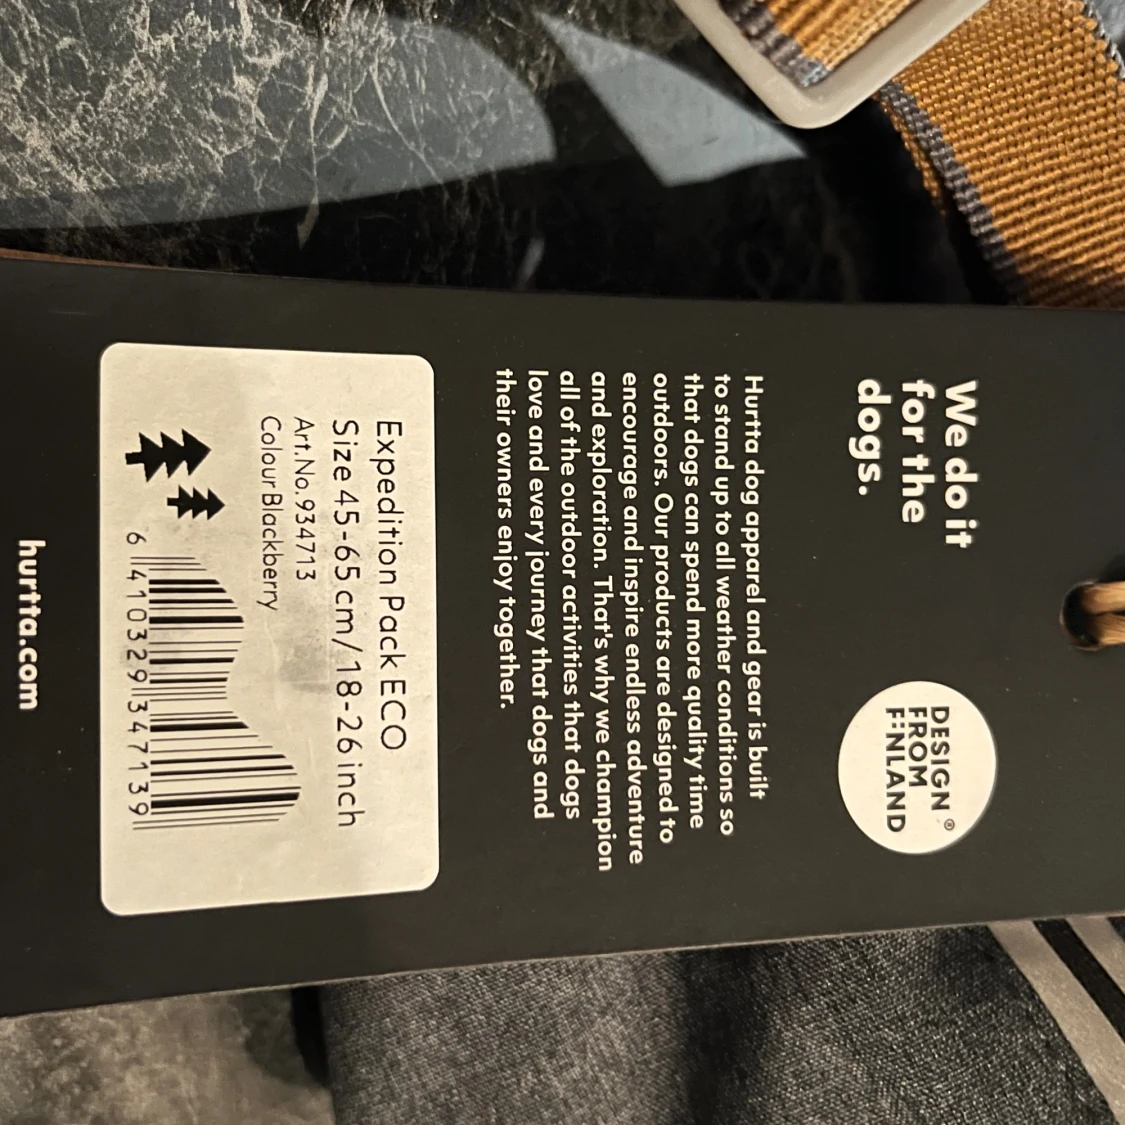 We do it
for the
dogs.
DESIGN®
FROM
FINLAND
Hurtta dog apparel and gear is built
to stand up to all weather conditions so
that dogs can spend more quality time
outdoors. Our products are designed to
encourage and inspire endless adventure
and exploration. That's why we champion
all of the outdoor activities that dogs
love and every journey that dogs and
their owners enjoy together.
Expedition Pack ECO
Size 45-65 cm/ 18-26 inch
Art.No. 934713
Colour Blackberry
6 410329 347139
hurtta.com